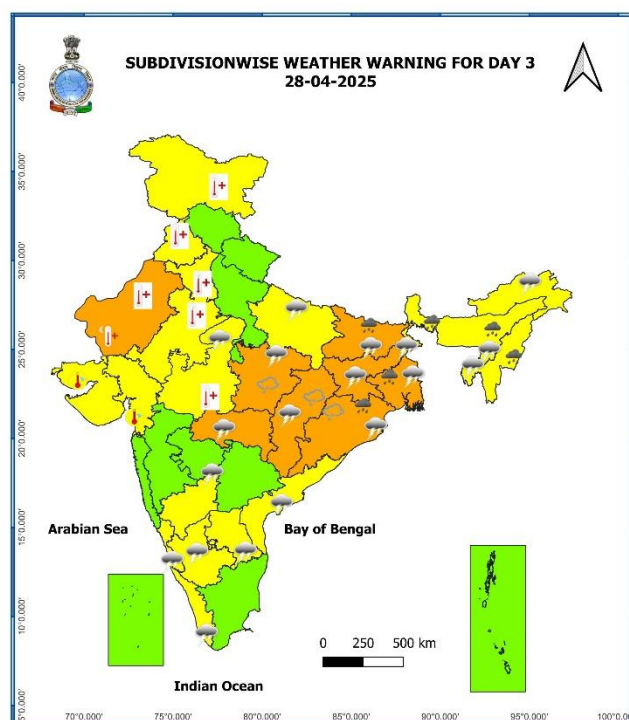 SUBDIVISIONWISE WEATHER WARNING FOR DAY 3
28-04-2025
40°0.000'
35°0.000'
30°0.000'
25°0.000'
20°0.000'
15°0.000'
10°0.000'
5°0.000'
Arabian Sea
Bay of Bengal
0 250 500 km
Indian Ocean
70°0.000' 75°0.000' 80°0.000' 85°0.000' 90°0.000' 95°0.000' 100°0.000'